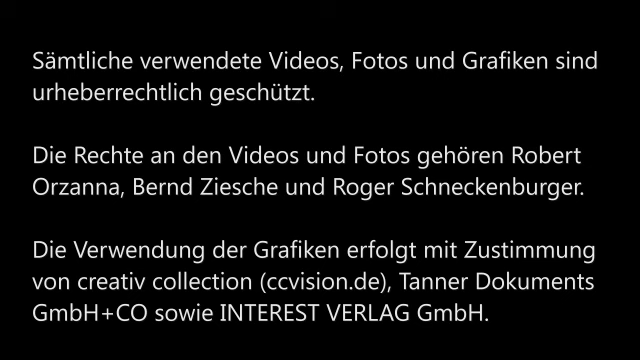 Sämtliche verwendete Videos, Fotos und Grafiken sind
urheberrechtlich geschützt.
Die Rechte an den Videos und Fotos gehören Robert
Orzanna, Bernd Ziesche und Roger Schneckenburger.
Die Verwendung der Grafiken erfolgt mit Zustimmung
von creativ collection (ccvision.de), Tanner Dokuments
GmbH+CO sowie INTEREST VERLAG GmbH.